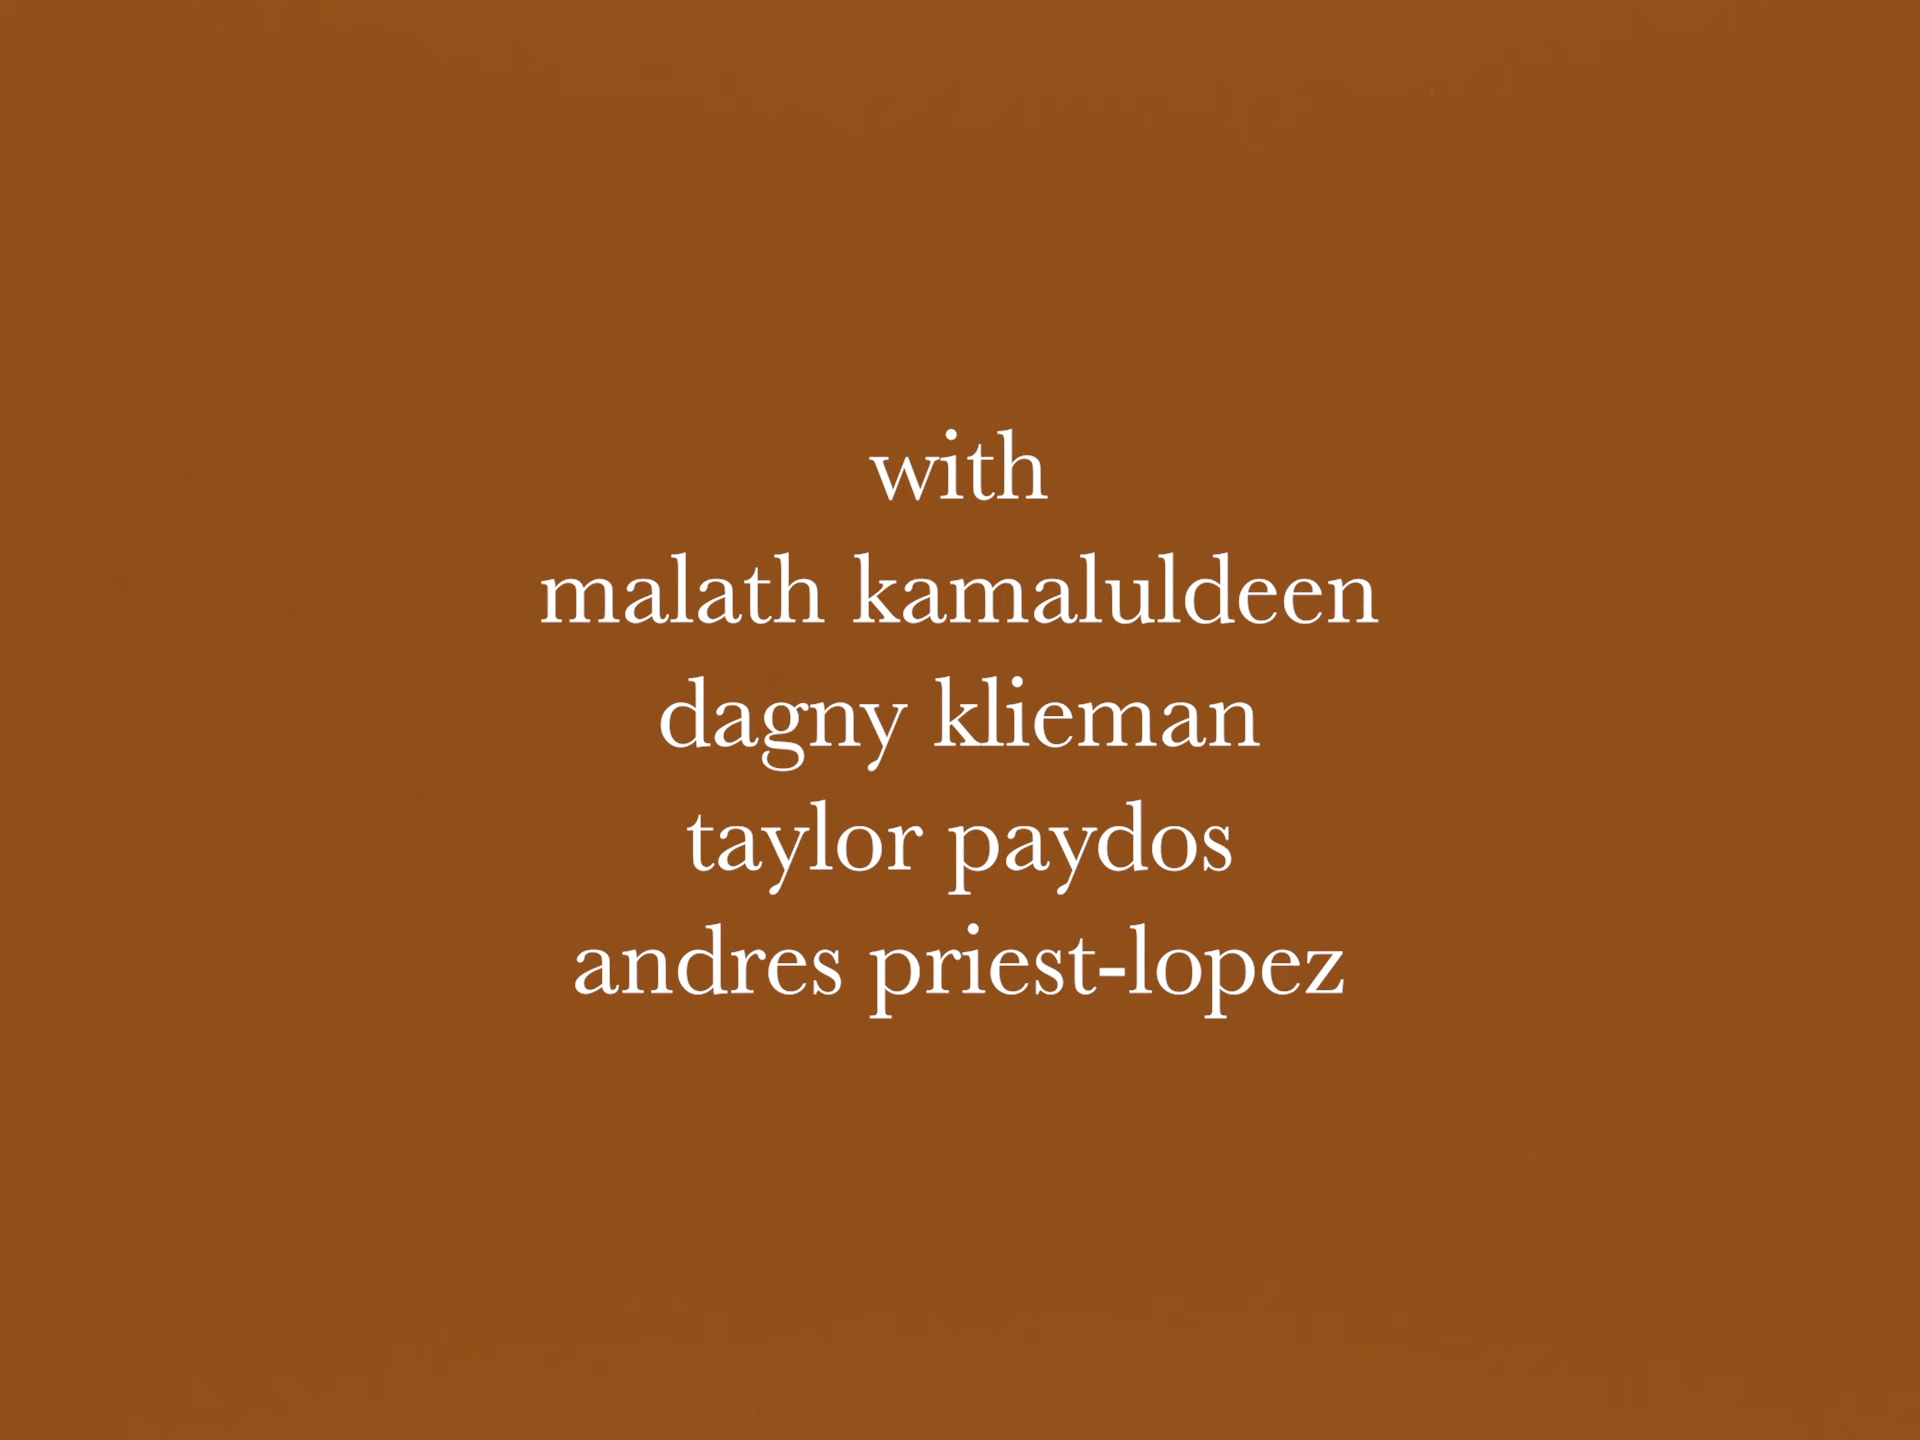 with
malath kamaluldeen
dagny klieman
taylor paydos
andres priest-lopez